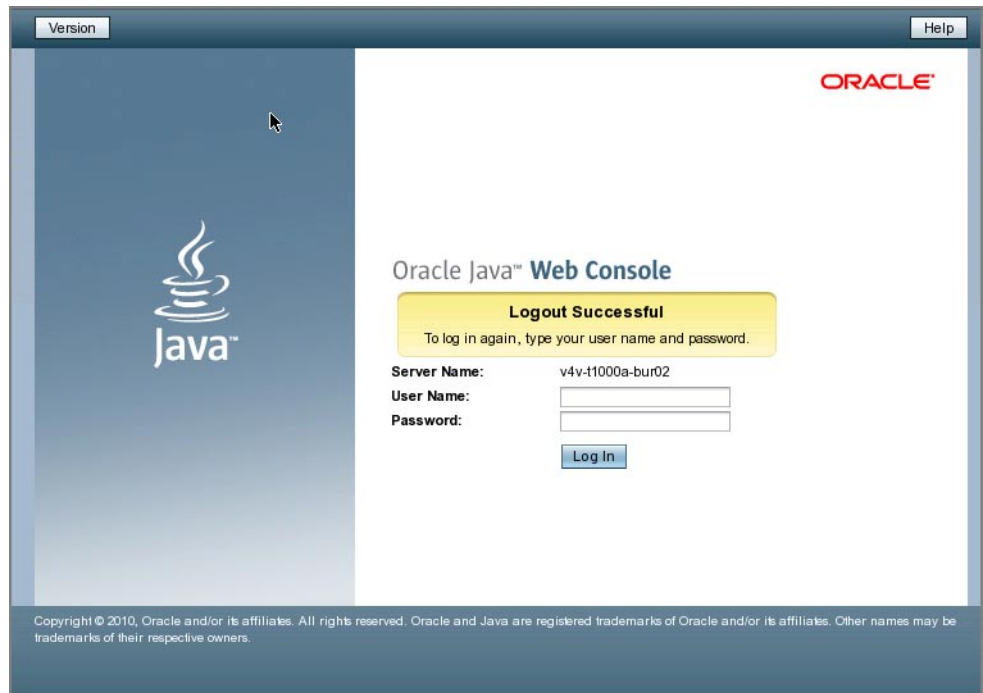 Version
Help
ORACLE
Java™
Oracle Java™ Web Console
Logout Successful
To log in again, type your user name and password.
Server Name: v4v-t1000a-bur02
User Name:
Password:
Log In
Copyright © 2010, Oracle and/or its affiliates. All rights reserved. Oracle and Java are registered trademarks of Oracle and/or its affiliates. Other names may be
trademarks of their respective owners.